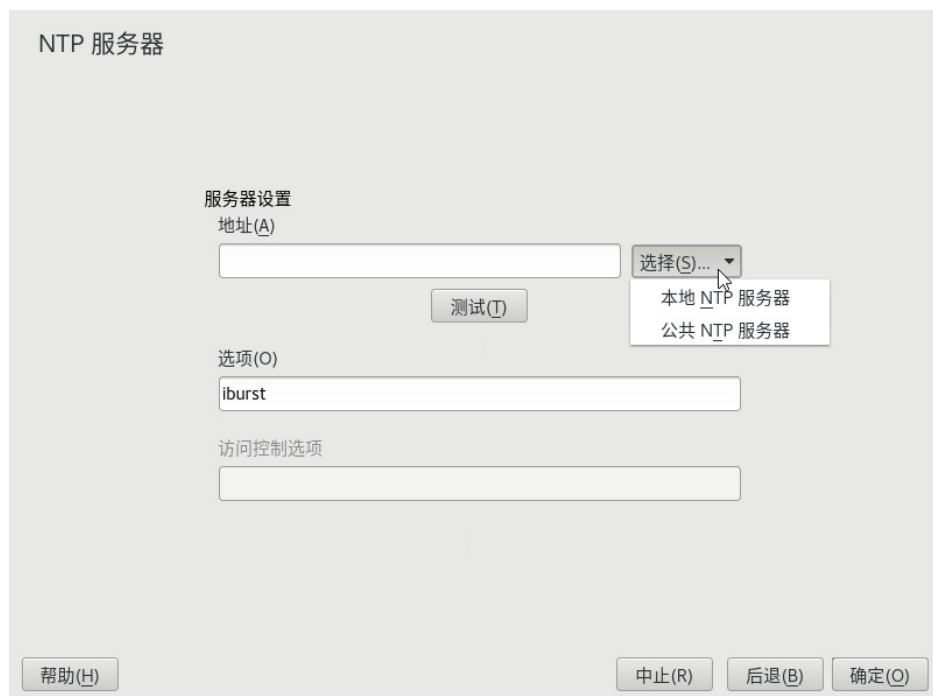 NTP 服务器
服务器设置
地址(A)
选择(S)...
本地 NTP 服务器
公共 NTP 服务器
测试(T)
选项(O)
iburst
访问控制选项
帮助(H)
中止(R)
后退(B)
确定(O)